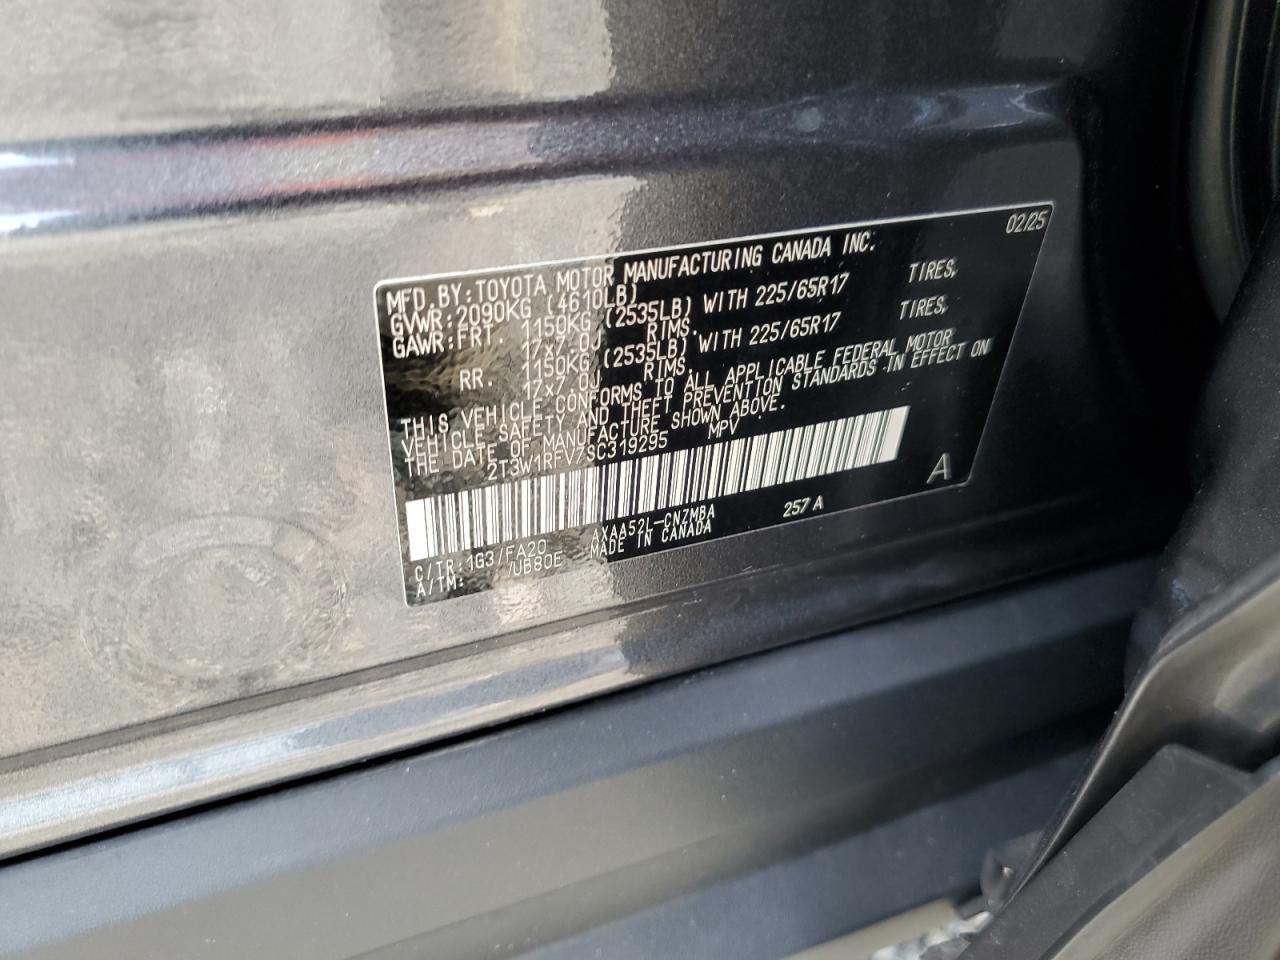 02/25
MFD.BY:TOYOTA MOTOR MANUFACTURING CANADA INC.
GVWR:2090KG (4610LB)
GAWR:FRT. 1150KG (2535LB) WITH 225/65R17 TIRES,
17x7.0J RIMS.
RR. 1150KG (2535LB) WITH 225/65R17 TIRES,
17x7.0J RIMS.
THIS VEHICLE CONFORMS TO ALL APPLICABLE FEDERAL MOTOR
VEHICLE SAFETY AND THEFT PREVENTION STANDARDS IN EFFECT ON
THE DATE OF MANUFACTURE SHOWN ABOVE.
2T3W1RFV7SC319295 MPV
A
C/TR:1G3/FA20 AXAA52L-CNZMBA 257A
A/TM: /UB80E MADE IN CANADA